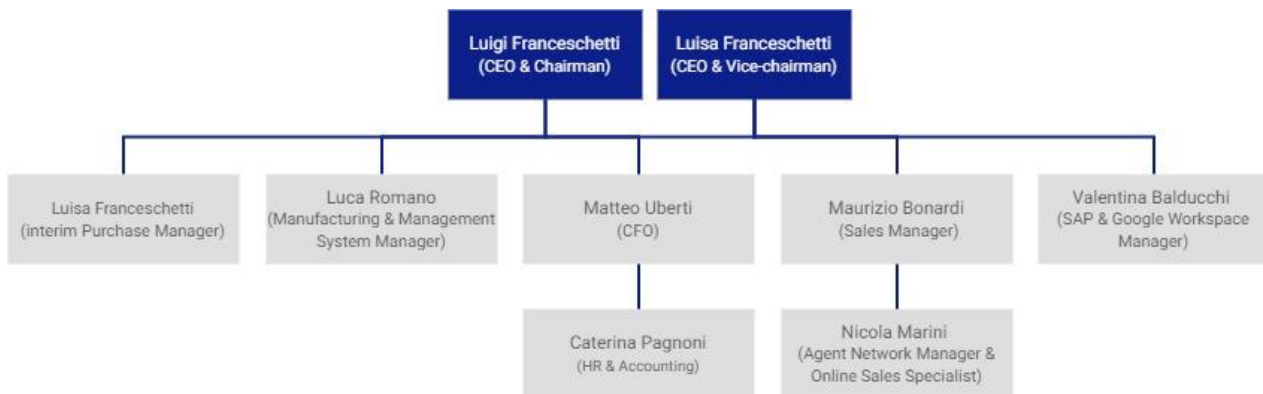 Luigi Franceschetti
(CEO & Chairman)
Luisa Franceschetti
(CEO & Vice-chairman)
Luisa Franceschetti
(interim Purchase Manager)
Luca Romano
(Manufacturing & Management
System Manager)
Matteo Uberti
(CFO)
Maurizio Bonardi
(Sales Manager)
Valentina Balducchi
(SAP & Google Workspace
Manager)
Caterina Pagnoni
(HR & Accounting)
Nicola Marini
(Agent Network Manager &
Online Sales Specialist)